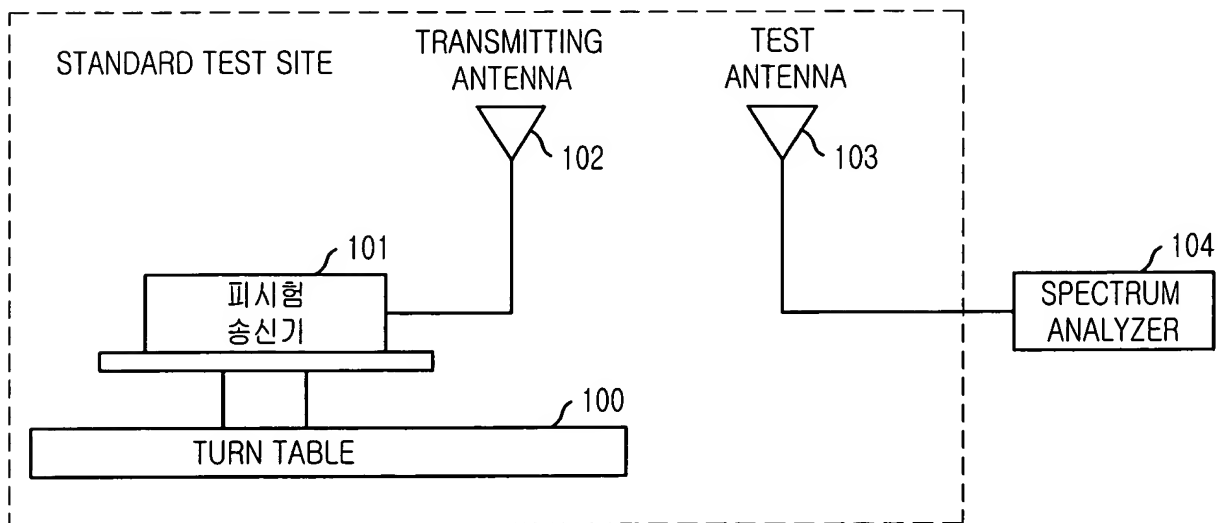 STANDARD TEST SITE
TRANSMITTING
ANTENNA
102
TEST
ANTENNA
103
101
피시험
송신기
104
SPECTRUM
ANALYZER
100
TURN TABLE